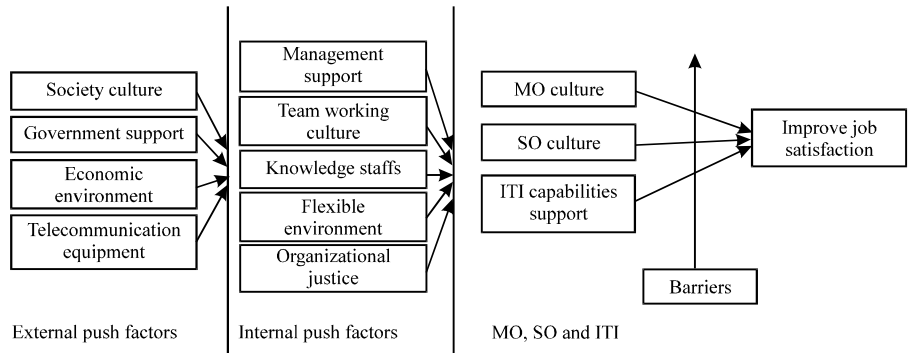 Society culture
Government support
Economic
environment
Telecommunication
equipment
External push factors
Management
support
Team working
culture
Knowledge staffs
Flexible
environment
Organizational
justice
Internal push factors
MO culture
SO culture
ITI capabilities
support
Improve job
satisfaction
Barriers
MO, SO and ITI